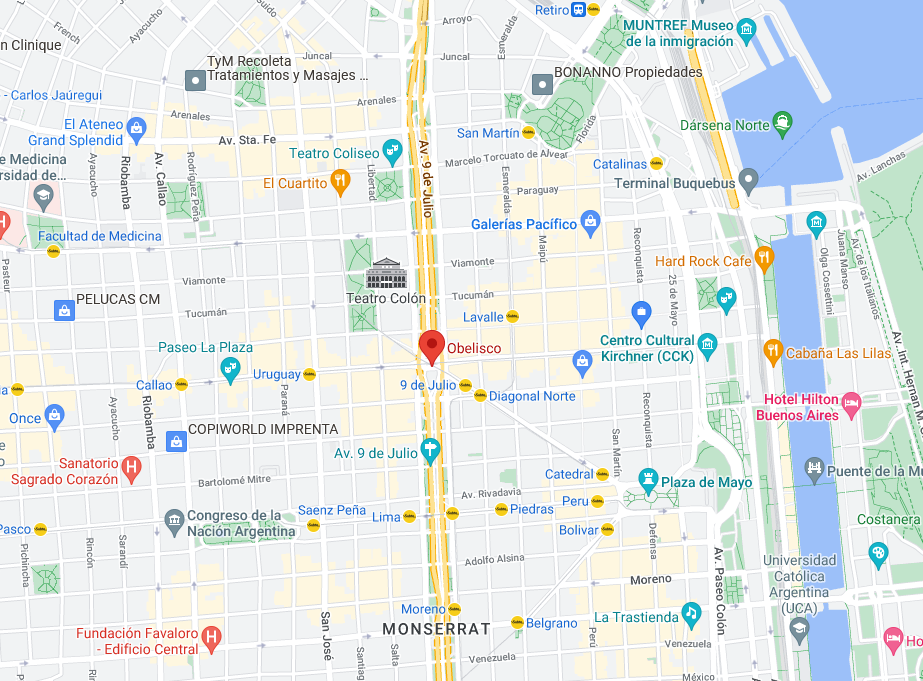 Retiro
Arroyo
Ayacucho
French
n Clinique
MUNTREF Museo
de la inmigración
Juncal
Juncal
Esmeralda
TyM Recoleta
Tratamientos y Masajes ...
BONANNO Propiedades
- Carlos Jaúregui
Arenales
Arenales
El Ateneo
Grand Splendid
Av. Sta. Fe
San Martín
Florida
Dársena Norte
Teatro Coliseo
Av. 9 de Julio
Marcelo Torcuato de Alvear
Catalinas
Av. Lanchas
e Medicina
rsidad de...
Ayacucho
Riobamba
Av. Callao
Rodríguez Peña
El Cuartito
Libertad
Esmeralda
Paraguay
Terminal Buquebus
Galerías Pacífico
Facultad de Medicina
Maipú
Reconquista
Juana Manso
Olga Cossettini
Av. de los Italianos
Pasteur
Viamonte
Viamonte
Hard Rock Cafe
25 de Mayo
PELUCAS CM
Teatro Colón
Tucumán
Tucumán
Lavalle
Paseo La Plaza
Obelisco
Centro Cultural
Kirchner (CCK)
Cabaña Las Lilas
Av. Int. Hernan M.
Uruguay
Callao
9 de Julio
Diagonal Norte
ia
Once
Ayacucho
Riobamba
Paraná
Reconquista
Hotel Hilton
Buenos Aires
COPIWORLD IMPRENTA
San Martín
Av. 9 de Julio
Sanatorio
Sagrado Corazón
Bartolomé Mitre
Catedral
Plaza de Mayo
Puente de la Mu
Av. Rivadavia
Saenz Peña
Lima
Piedras
Peru
Congreso de la
Nación Argentina
Pasco
Bolivar
Costanera
Pichincha
Rincón
Sarandí
Defensa
Adolfo Alsina
Av. Paseo Colón
Moreno
Universidad
Católica
Argentina
(UCA)
Moreno
La Trastienda
Belgrano
MONSERRAT
San José
Perú
Fundación Favaloro
- Edificio Central
Venezuela
Venezuela
Ho
Santiag
Salta
México